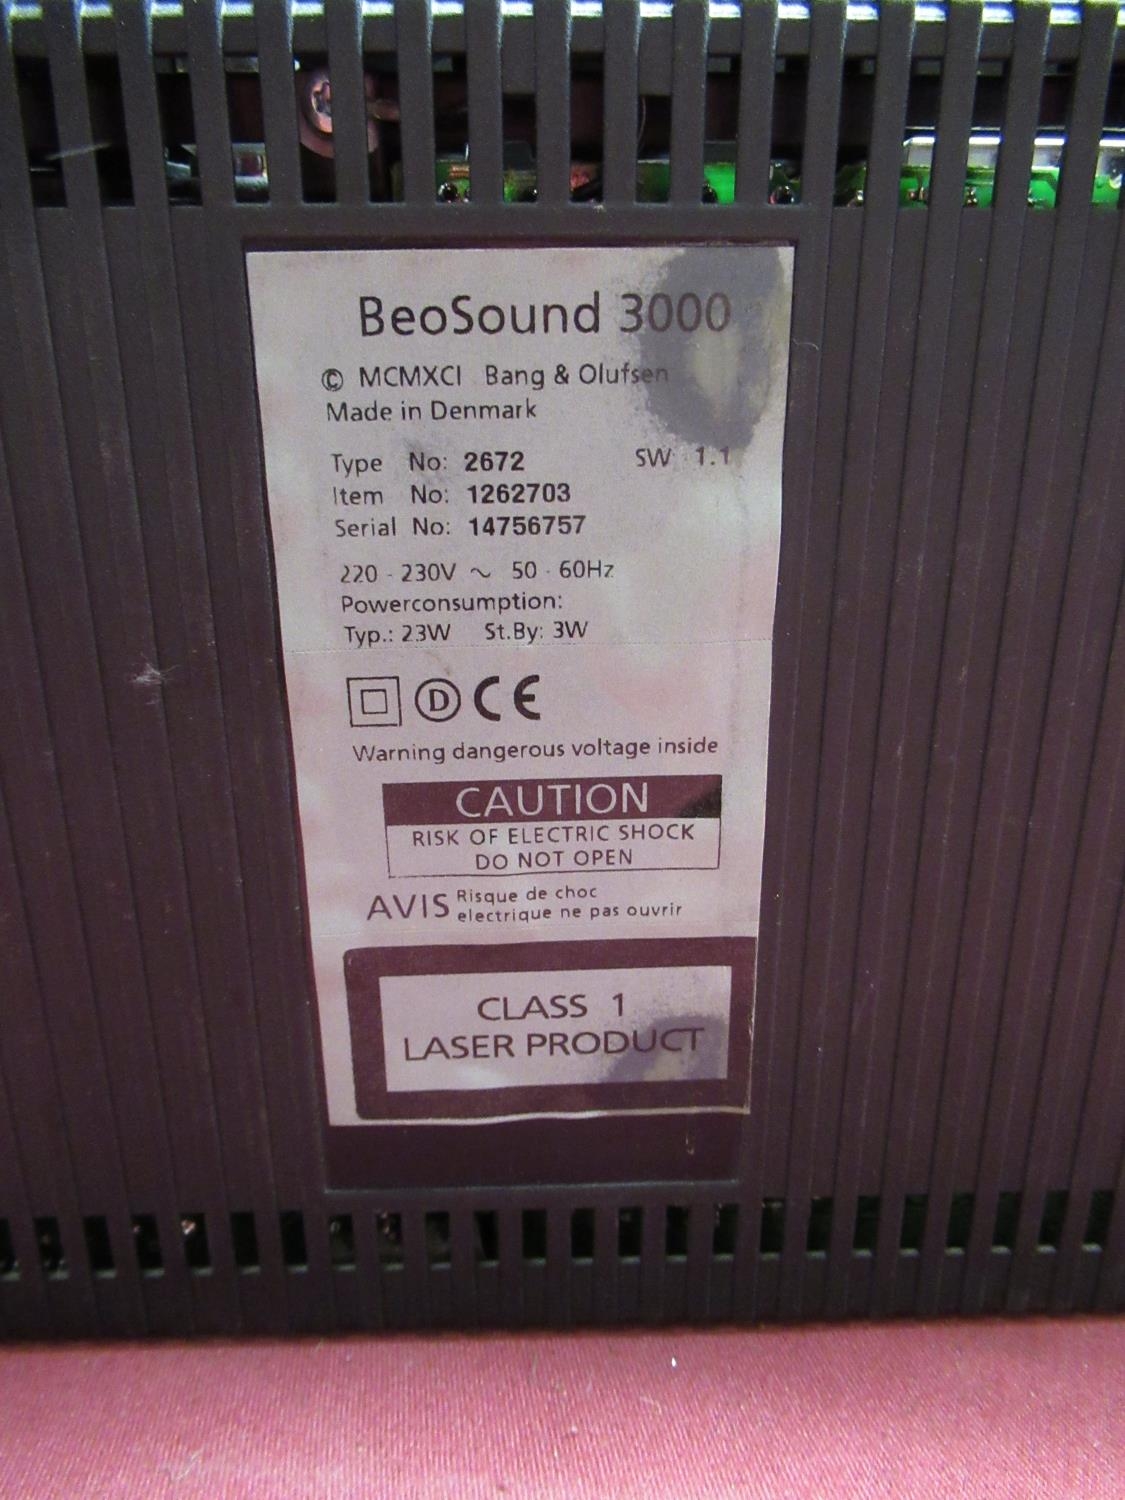 BeoSound 3000
© MCMXCI Bang & Olufsen
Made in Denmark
Type No: 2672 SW 1.1
Item No: 1262703
Serial No: 14756757
220 - 230V ~ 50 - 60Hz
Powerconsumption:
Typ.: 23W St.By: 3W
D CE
Warning dangerous voltage inside
CAUTION
RISK OF ELECTRIC SHOCK
DO NOT OPEN
AVIS Risque de choc
electrique ne pas ouvrir
CLASS 1
LASER PRODUCT